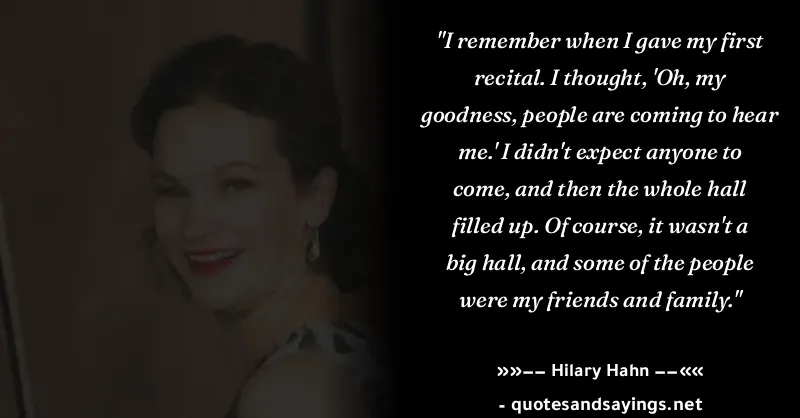 "I remember when I gave my first
recital. I thought, 'Oh, my
goodness, people are coming to hear
me.' I didn't expect anyone to
come, and then the whole hall
filled up. Of course, it wasn't a
big hall, and some of the people
were my friends and family."
»»–– Hilary Hahn ––««
- quotesandsayings.net